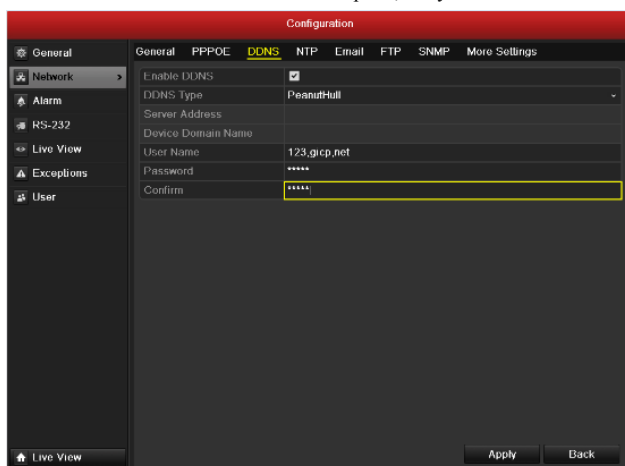 Configuration
General
Network
Alarm
RS-232
Live View
Exceptions
User
Live View
General PPPOE DDNS NTP Email FTP SNMP More Settings
Enable DDNS
DDNS Type PeanutHull
Server Address
Device Domain Name
User Name 123,gicp,net
Password *****
Confirm *****
Apply Back